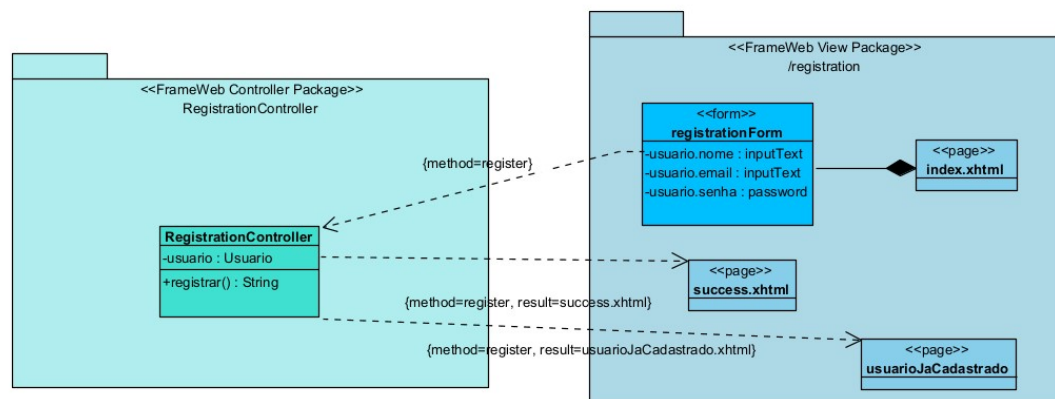 <<FrameWeb Controller Package>>
RegistrationController
{method=register}
RegistrationController
-usuario : Usuario
+registrar() : String
{method=register, result=success.xhtml}
{method=register, result=usuarioJaCadastrado.xhtml}
<<FrameWeb View Package>>
/registration
<<form>>
registrationForm
-usuario.nome : inputText
-usuario.email : inputText
-usuario.senha : password
<<page>>
index.xhtml
<<page>>
success.xhtml
<<page>>
usuarioJaCadastrado